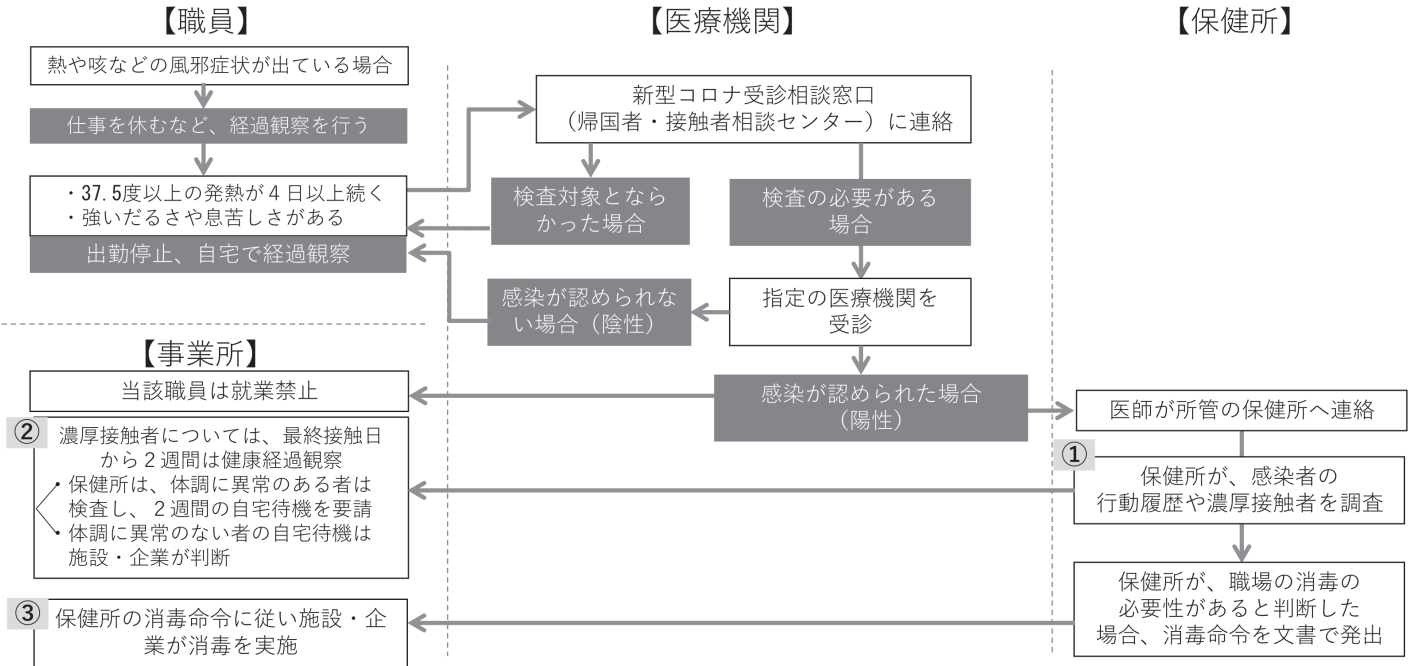 【職員】
熱や咳などの風邪症状が出ている場合
仕事を休むなど、経過観察を行う
・37.5度以上の発熱が４日以上続く
・強いだるさや息苦しさがある
出勤停止、自宅で経過観察
【医療機関】
新型コロナ受診相談窓口
（帰国者・接触者相談センター）に連絡
検査対象となら
かった場合
検査の必要がある
場合
感染が認められな
い場合（陰性）
指定の医療機関を
受診
感染が認められた場合
（陽性）
【保健所】
医師が所管の保健所へ連絡
①
保健所が、感染者の
行動履歴や濃厚接触者を調査
保健所が、職場の消毒の
必要性があると判断した
場合、消毒命令を文書で発出
【事業所】
当該職員は就業禁止
②
濃厚接触者については、最終接触日
から２週間は健康経過観察
・保健所は、体調に異常のある者は
検査し、２週間の自宅待機を要請
・体調に異常のない者の自宅待機は
施設・企業が判断
③
保健所の消毒命令に従い施設・企
業が消毒を実施